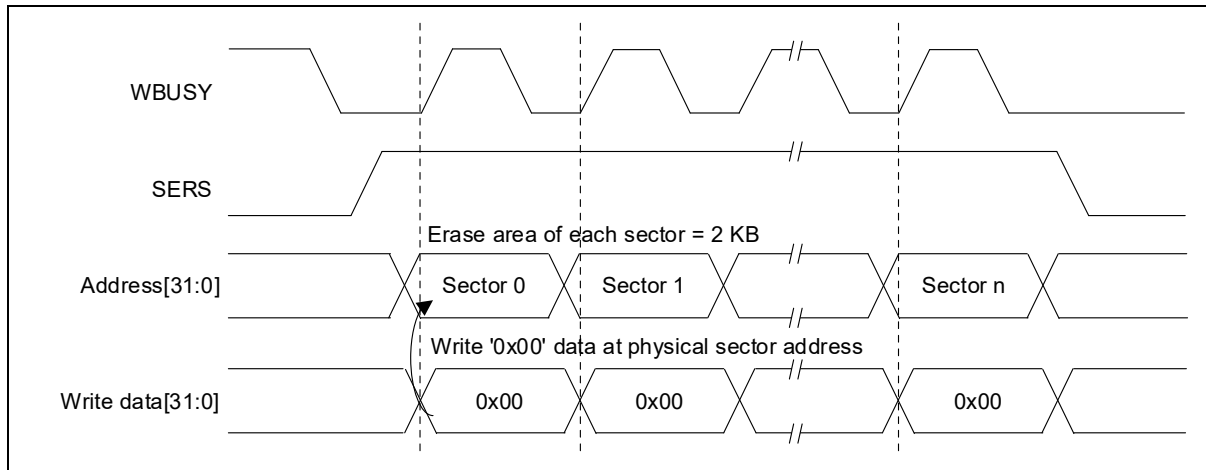 WBUSY
SERS
Erase area of each sector = 2 KB
Address[31:0] Sector 0 Sector 1 Sector n
Write '0x00' data at physical sector address
Write data[31:0] 0x00 0x00 0x00